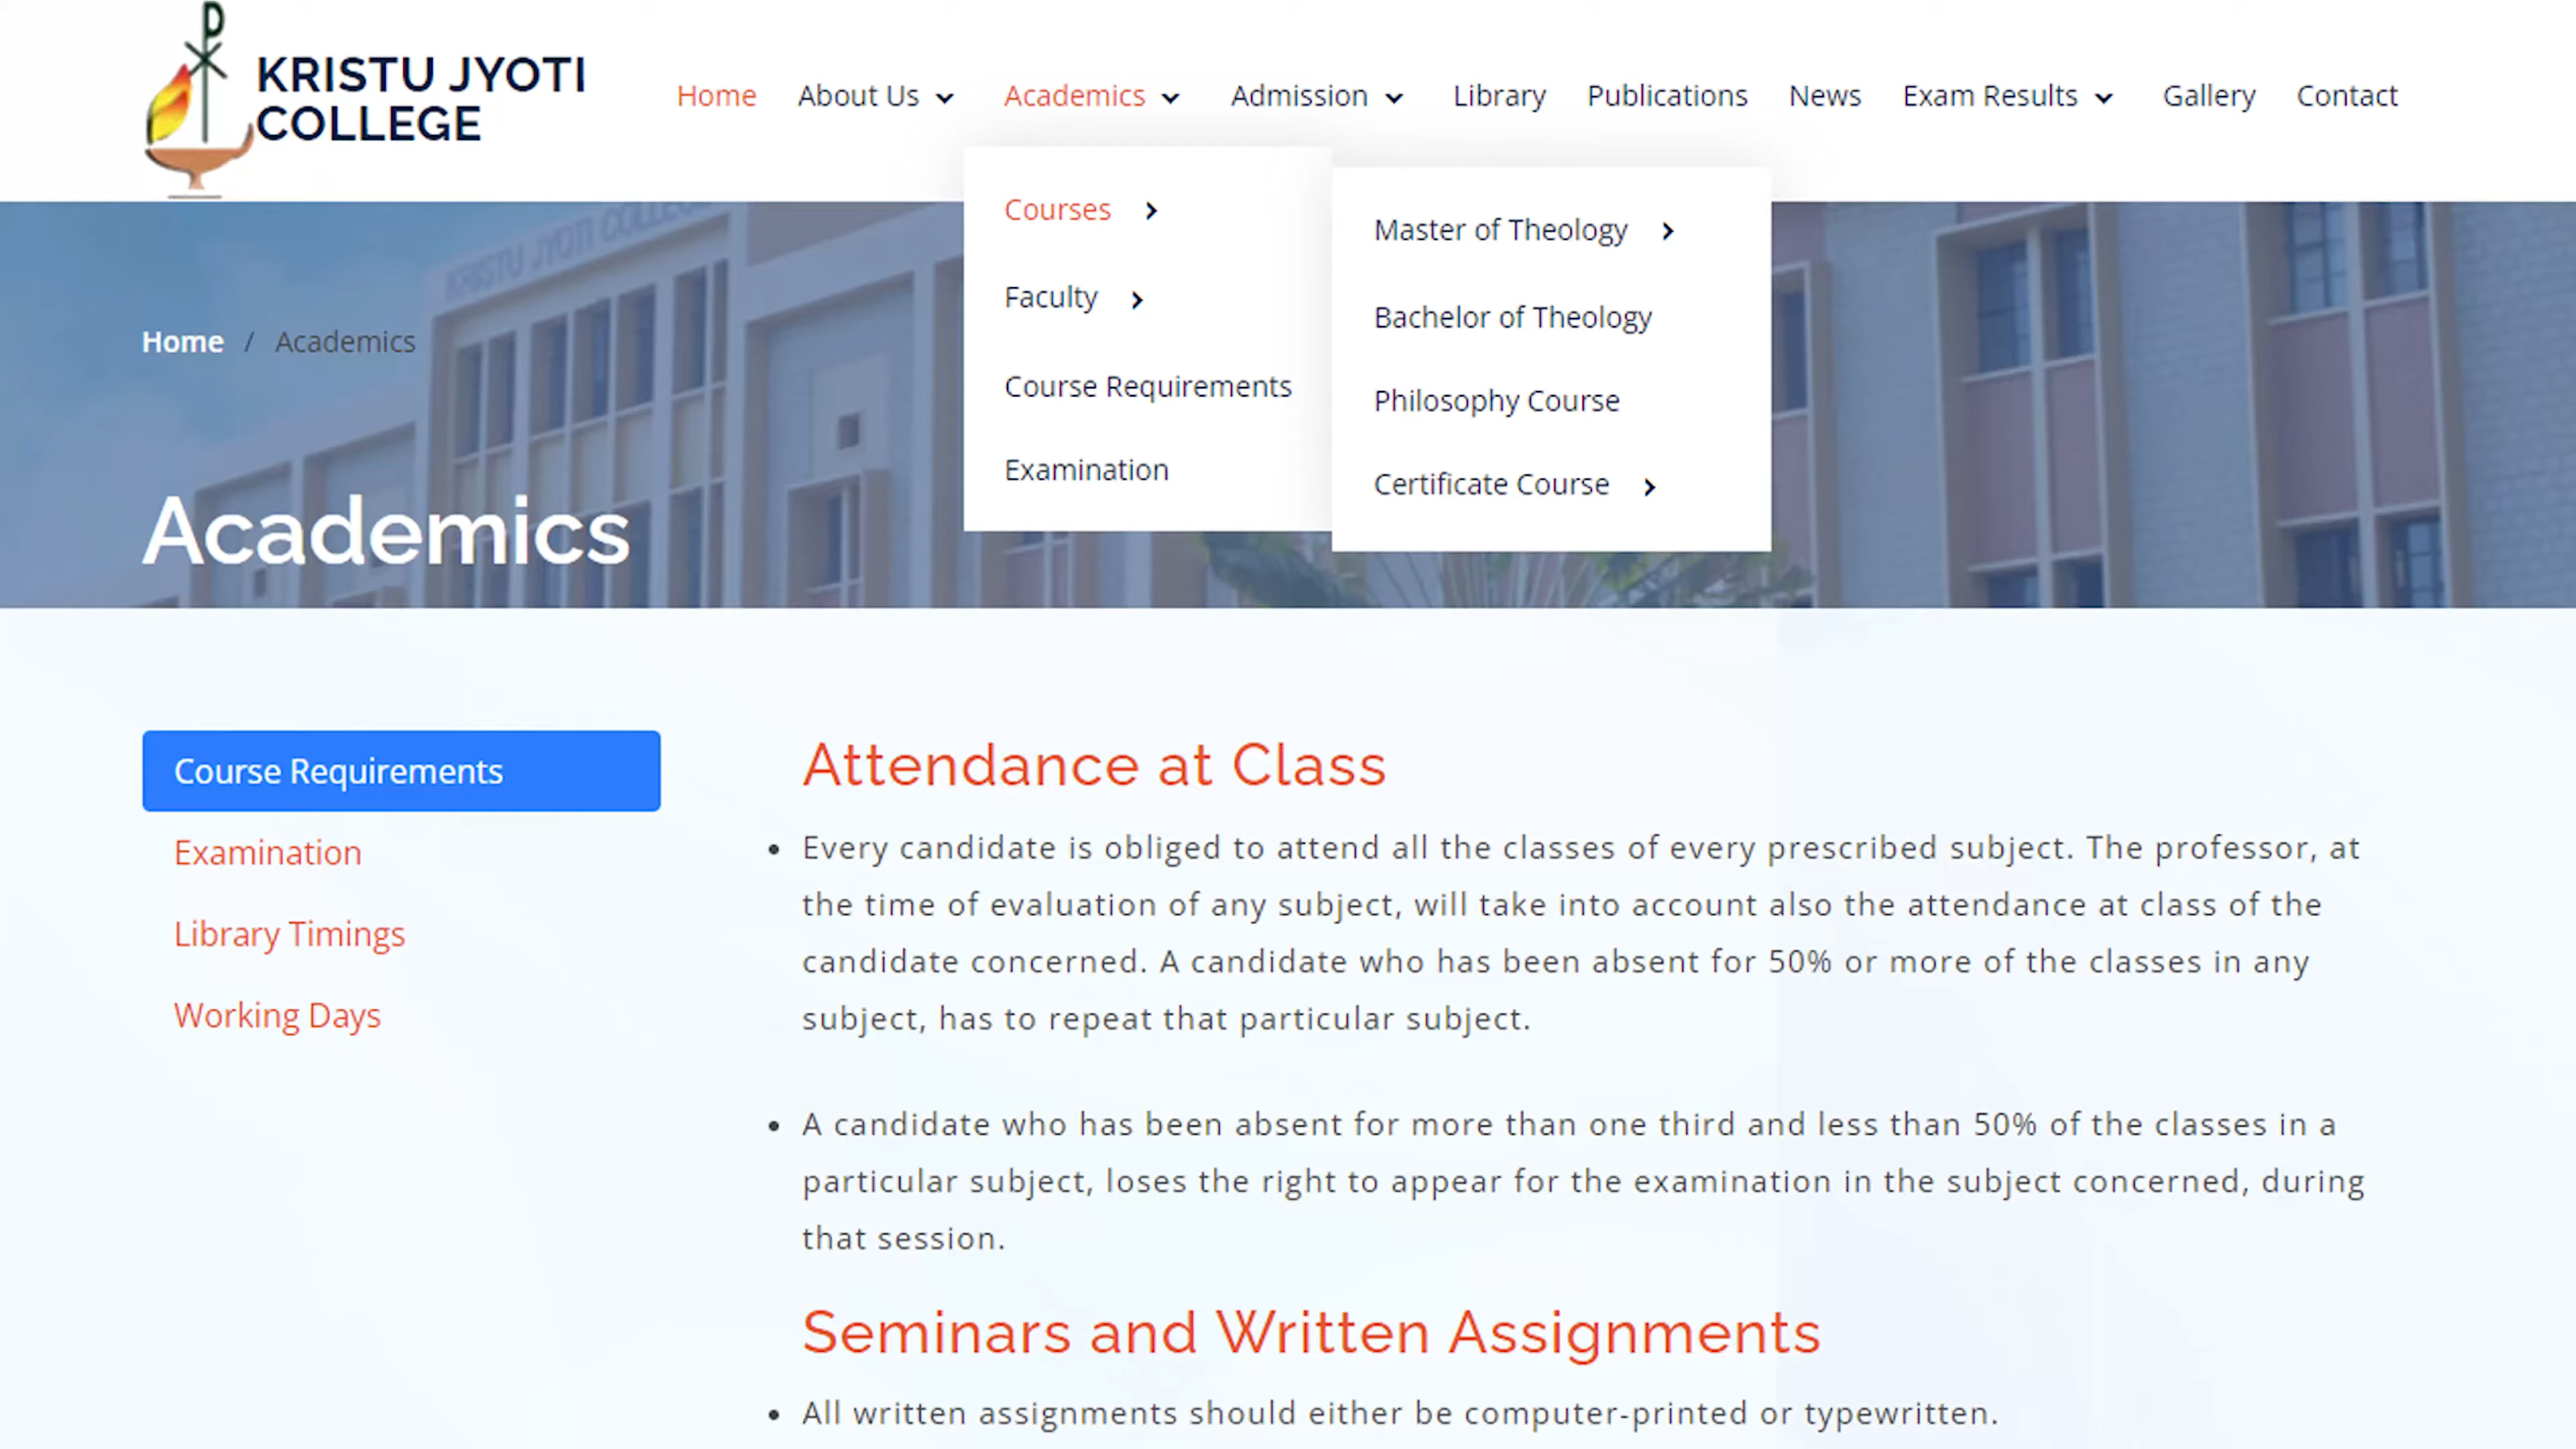 KRISTU JYOTI
COLLEGE
Home About Us Academics Admission Library Publications News Exam Results Gallery Contact
Courses
Faculty
Course Requirements
Examination
Master of Theology
Bachelor of Theology
Philosophy Course
Certificate Course
KRISTU JYOTI COLLEGE
Home / Academics
Academics
Course Requirements
Examination
Library Timings
Working Days
Attendance at Class
• Every candidate is obliged to attend all the classes of every prescribed subject. The professor, at
the time of evaluation of any subject, will take into account also the attendance at class of the
candidate concerned. A candidate who has been absent for 50% or more of the classes in any
subject, has to repeat that particular subject.
• A candidate who has been absent for more than one third and less than 50% of the classes in a
particular subject, loses the right to appear for the examination in the subject concerned, during
that session.
Seminars and Written Assignments
• All written assignments should either be computer-printed or typewritten.